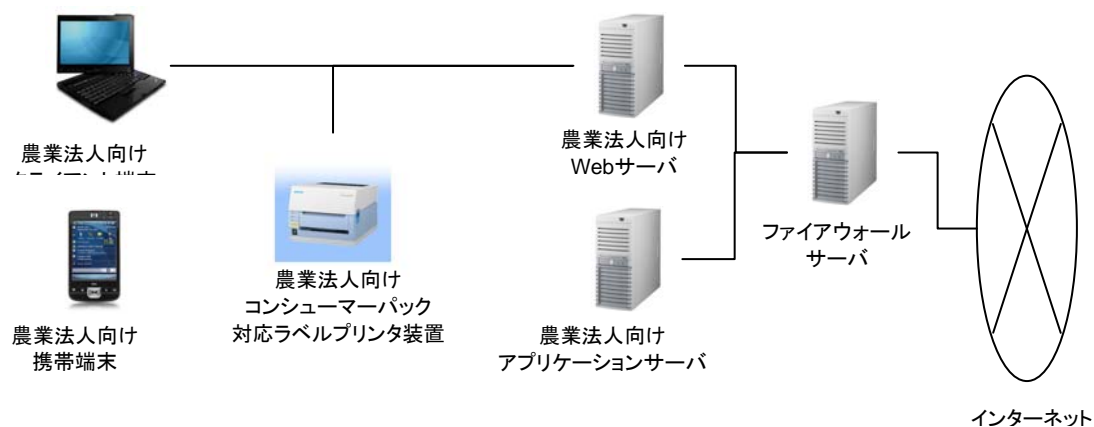 農業法人向け
農業法人向け
携帯端末
農業法人向け
コンシューマーパック
対応ラベルプリンタ装置
農業法人向け
Webサーバ
農業法人向け
アプリケーションサーバ
ファイアウォール
サーバ
インターネット